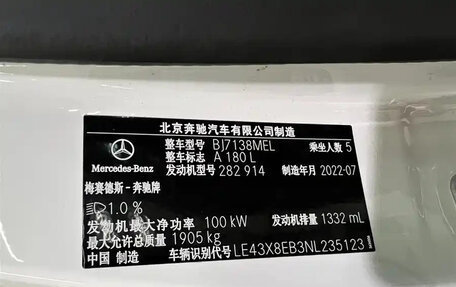 北京奔驰汽车有限公司制造
整车型号 BJ7138MEL 乘坐人数 5
整车标志 A 180 L
Mercedes-Benz 发动机型号 282 914 制造年月 2022-07
梅赛德斯-奔驰牌
1.0 %
发动机最大净功率 100 kW 发动机排量 1332 mL
最大允许总质量 1905 kg
中国 制造 车辆识别代号 LE43X8EB3NL235123